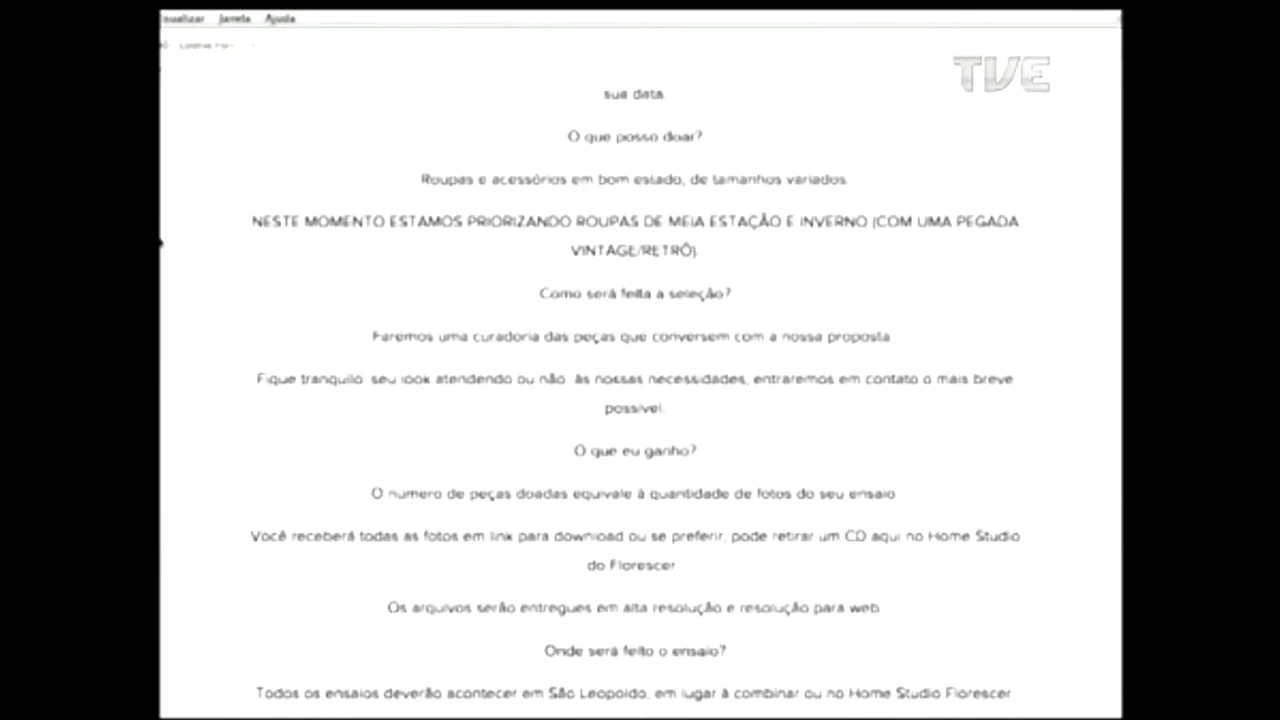 Janela Ajuda
TVE
sua data.
O que posso doar?
Roupas e acessórios em bom estado, de tamanhos variados.
NESTE MOMENTO ESTAMOS PRIORIZANDO ROUPAS DE MEIA ESTAÇÃO E INVERNO (COM UMA PEGADA
VINTAGE/RETRÔ).
Como será feita a seleção?
Faremos uma curadoria das peças que conversem com a nossa proposta.
Fique tranquilo, seu look atendendo ou não às nossas necessidades, entraremos em contato o mais breve
possível.
O que eu ganho?
O número de peças doadas equivale à quantidade de fotos do seu ensaio.
Você receberá todas as fotos em link para download ou se preferir, pode retirar um CD aqui no Home Studio
do Florescer.
Os arquivos serão entregues em alta resolução e resolução para web.
Onde será feito o ensaio?
Todos os ensaios deverão acontecer em São Leopoldo, em lugar à combinar ou no Home Studio Florescer